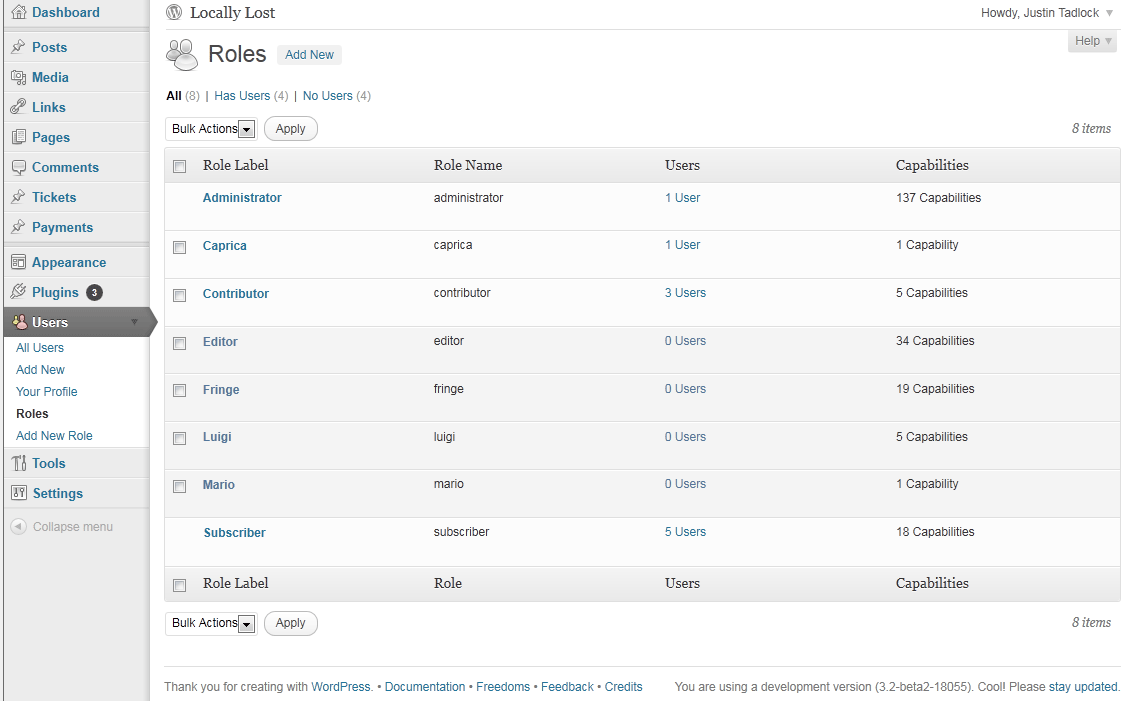 Dashboard
Posts
Media
Links
Pages
Comments
Tickets
Payments
Appearance
Plugins 3
Users
All Users
Add New
Your Profile
Roles
Add New Role
Tools
Settings
Collapse menu
Locally Lost
Howdy, Justin Tadlock
Help
Roles Add New
All (8) | Has Users (4) | No Users (4)
Bulk Actions Apply 8 items
Role Label Role Name Users Capabilities
Administrator administrator 1 User 137 Capabilities
Caprica caprica 1 User 1 Capability
Contributor contributor 3 Users 5 Capabilities
Editor editor 0 Users 34 Capabilities
Fringe fringe 0 Users 19 Capabilities
Luigi luigi 0 Users 5 Capabilities
Mario mario 0 Users 1 Capability
Subscriber subscriber 5 Users 18 Capabilities
Role Label Role Users Capabilities
Bulk Actions Apply 8 items
Thank you for creating with WordPress. • Documentation • Freedoms • Feedback • Credits
You are using a development version (3.2-beta2-18055). Cool! Please stay updated.